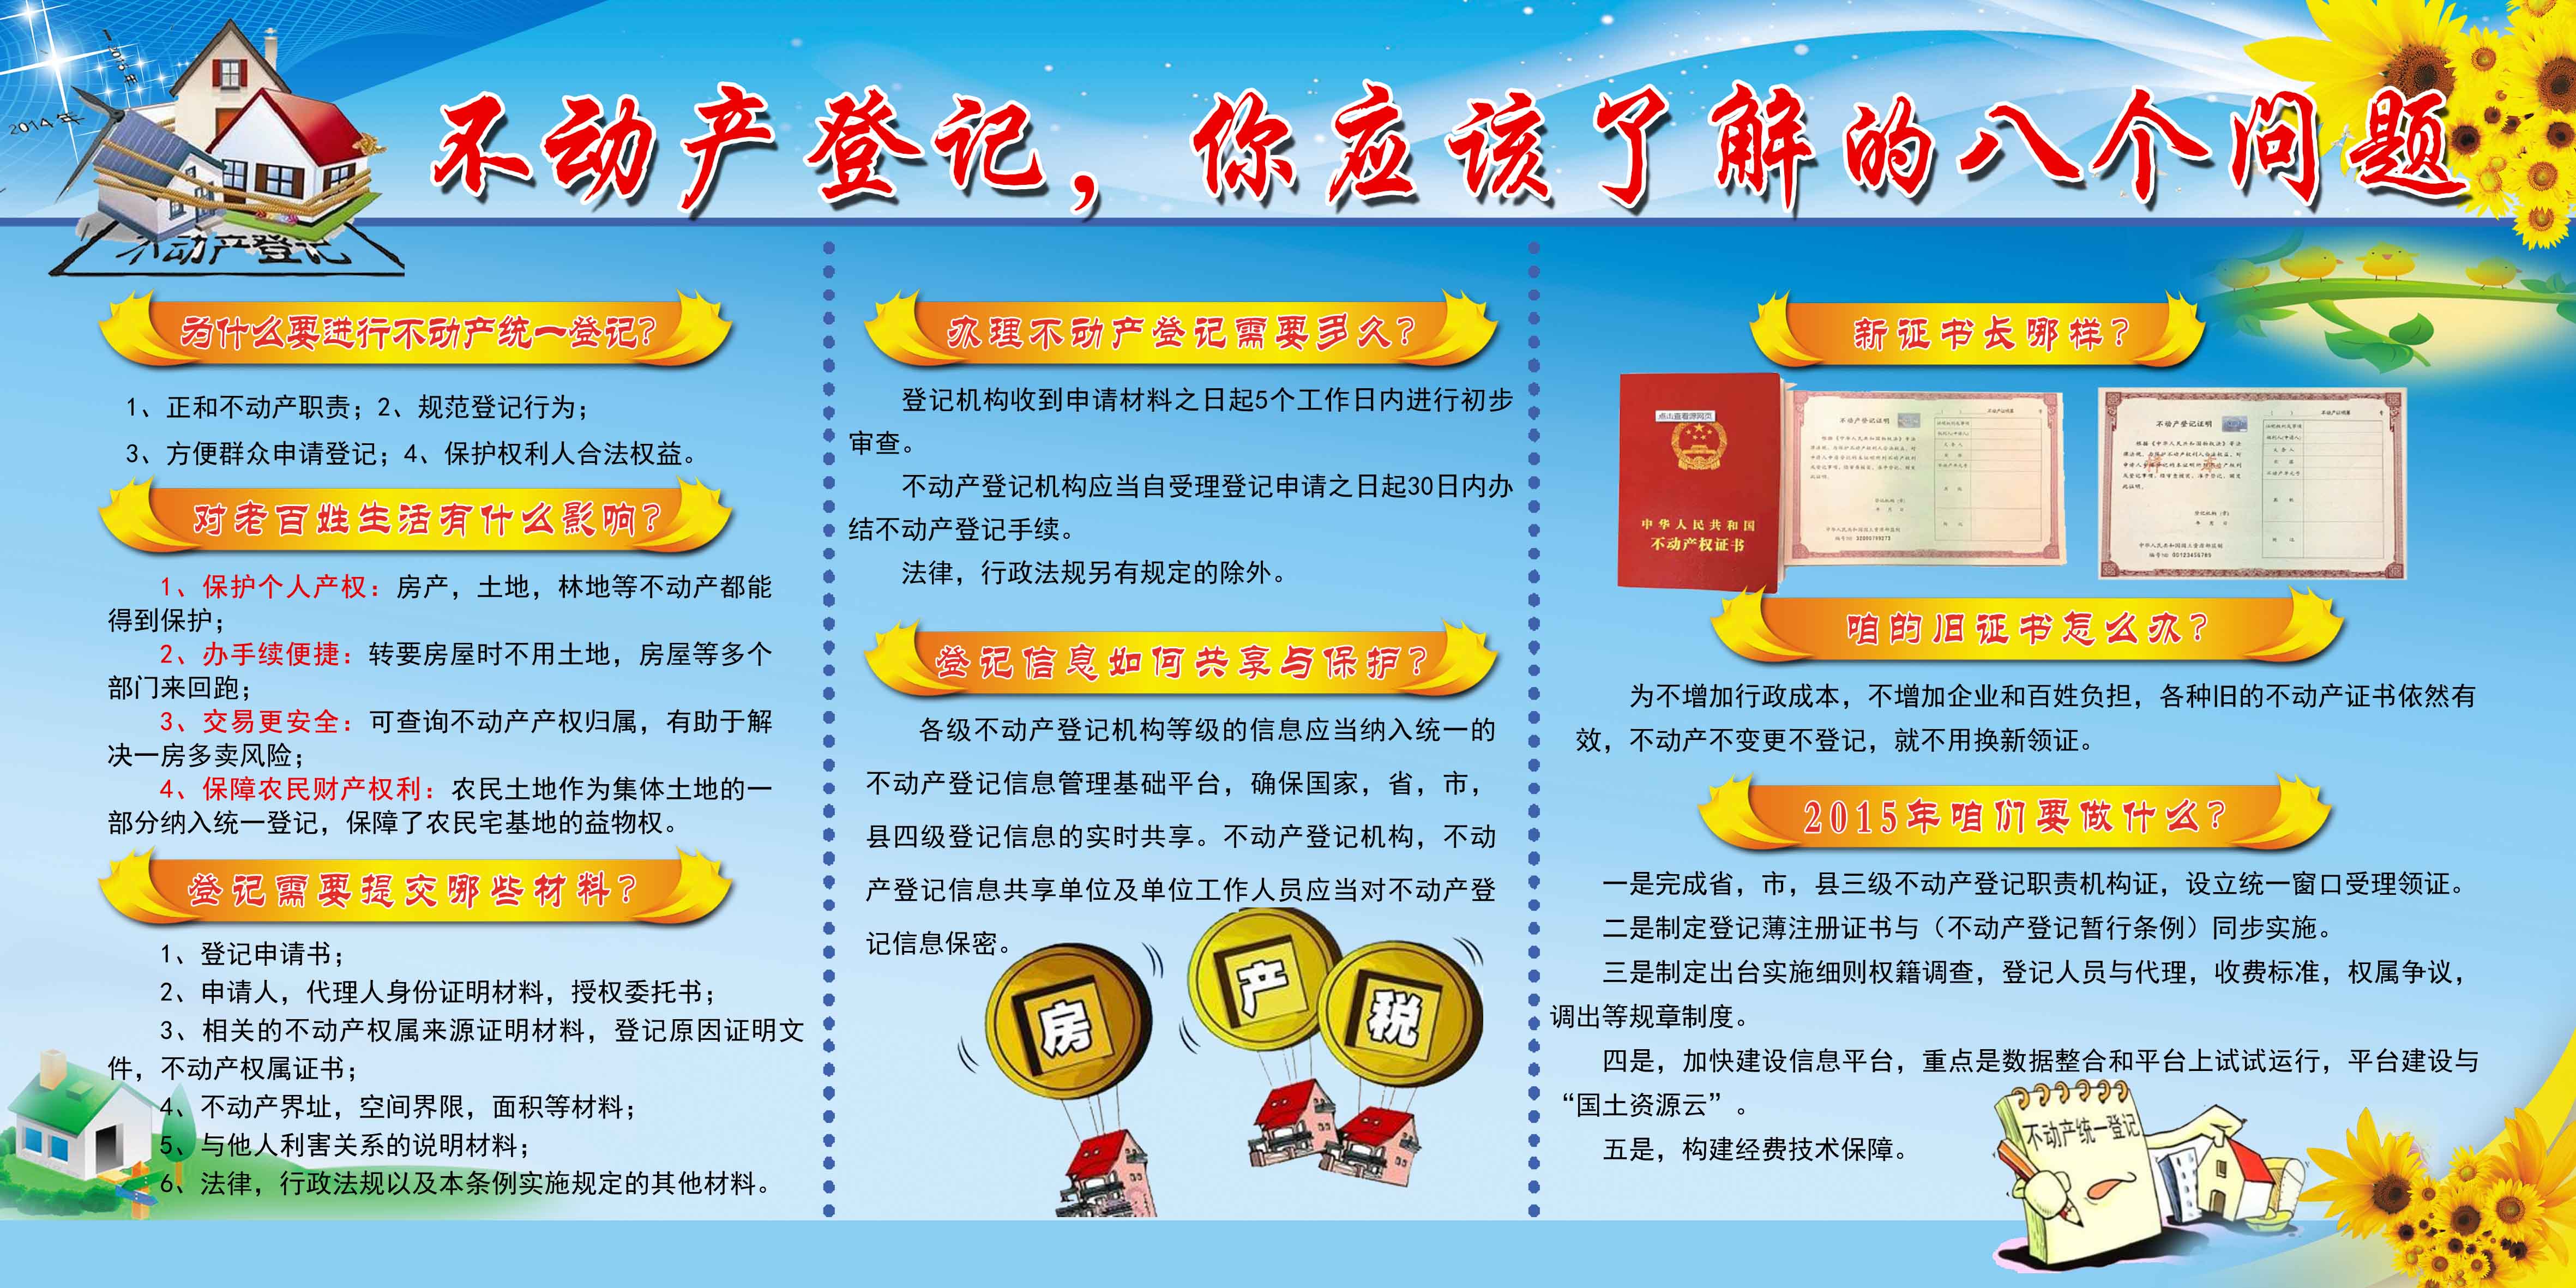 不动产登记，你应该了解的八个问题
2014年
不动产登记
为什么要进行不动产统一登记？
1、正和不动产职责；2、规范登记行为；
3、方便群众申请登记；4、保护权利人合法权益。
对老百姓生活有什么影响？
1、保护个人产权：房产，土地，林地等不动产都能
得到保护；
2、办手续便捷：转要房屋时不用土地，房屋等多个
部门来回跑；
3、交易更安全：可查询不动产产权归属，有助于解
决一房多卖风险；
4、保障农民财产权利：农民土地作为集体土地的一
部分纳入统一登记，保障了农民宅基地的益物权。
登记需要提交哪些材料？
1、登记申请书；
2、申请人，代理人身份证明材料，授权委托书；
3、相关的不动产权属来源证明材料，登记原因证明文
件，不动产权属证书；
4、不动产界址，空间界限，面积等材料；
5、与他人利害关系的说明材料；
6、法律，行政法规以及本条例实施规定的其他材料。
办理不动产登记需要多久？
登记机构收到申请材料之日起5个工作日内进行初步
审查。
不动产登记机构应当自受理登记申请之日起30日内办
结不动产登记手续。
法律，行政法规另有规定的除外。
登记信息如何共享与保护？
各级不动产登记机构等级的信息应当纳入统一的
不动产登记信息管理基础平台，确保国家，省，市，
县四级登记信息的实时共享。不动产登记机构，不动
产登记信息共享单位及单位工作人员应当对不动产登
记信息保密。
房
产
税
新证书长哪样？
点击查看源网页
中华人民共和国
不动产权证书
不动产登记证明
不动产登记证明
咱的旧证书怎么办？
为不增加行政成本，不增加企业和百姓负担，各种旧的不动产证书依然有
效，不动产不变更不登记，就不用换新领证。
2015年咱们要做什么？
一是完成省，市，县三级不动产登记职责机构证，设立统一窗口受理领证。
二是制定登记薄注册证书与（不动产登记暂行条例）同步实施。
三是制定出台实施细则权籍调查，登记人员与代理，收费标准，权属争议，
调出等规章制度。
四是，加快建设信息平台，重点是数据整合和平台上试试运行，平台建设与
“国土资源云”。
五是，构建经费技术保障。
不动产统一登记